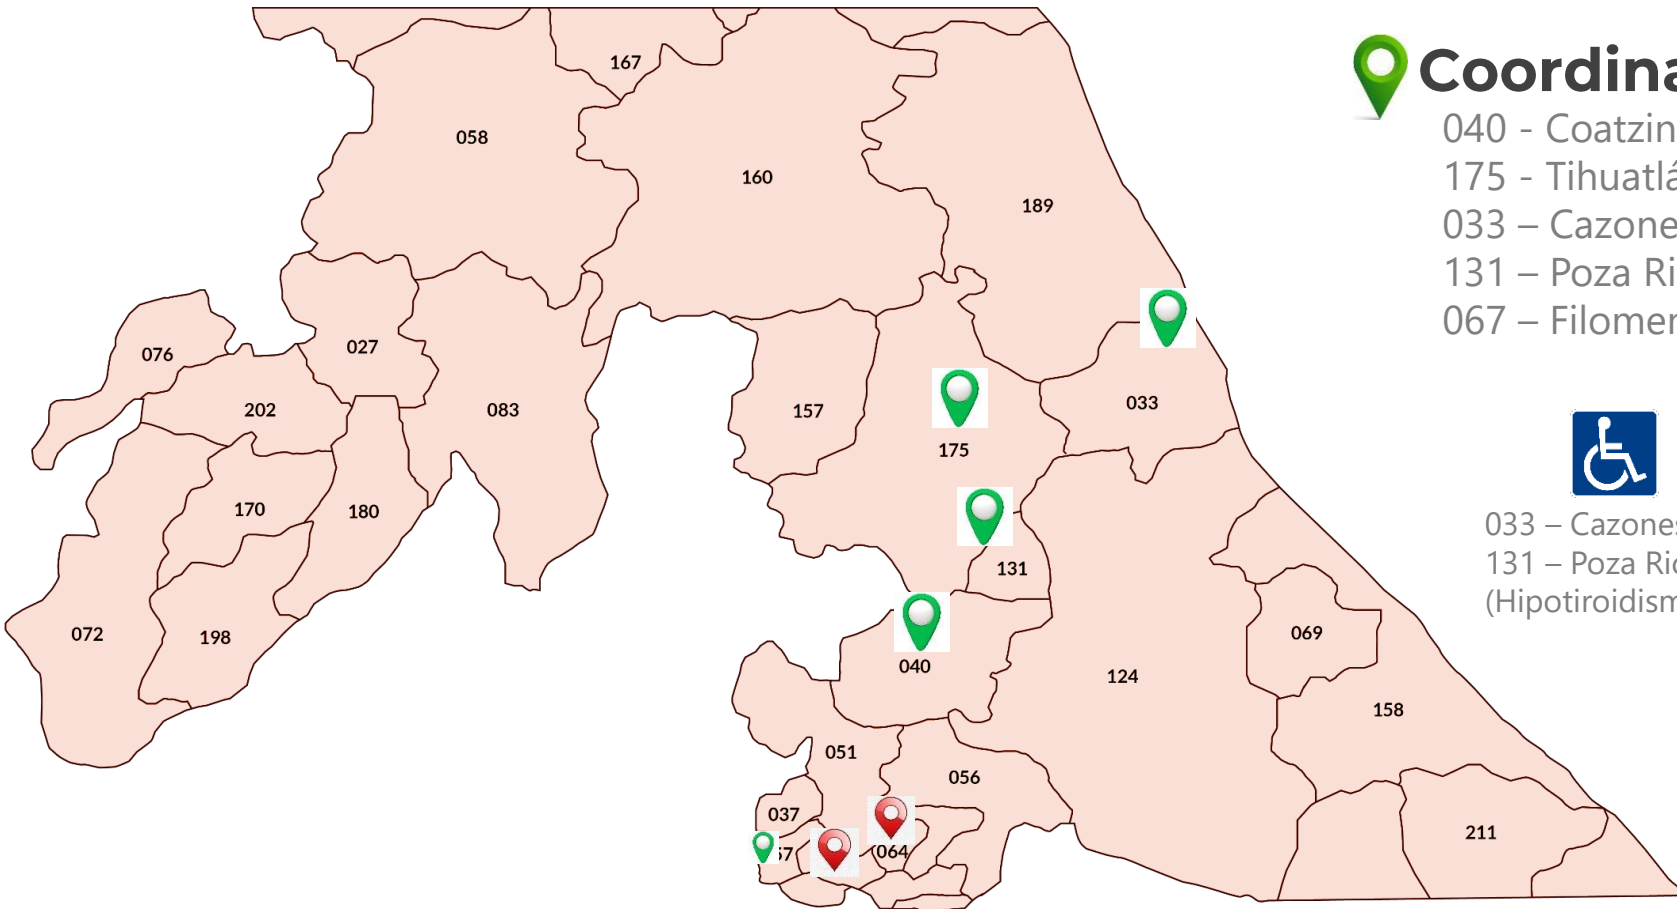 Coordina
040 - Coatzin
175 - Tihuatlá
033 – Cazone
131 – Poza Ri
067 – Filomer
033 – Cazones
131 – Poza Ric
(Hipotiroidism
167
058
160
189
076
027
202
083
157
033
175
170
180
131
072
198
069
040
124
158
051
056
037
211
57
064